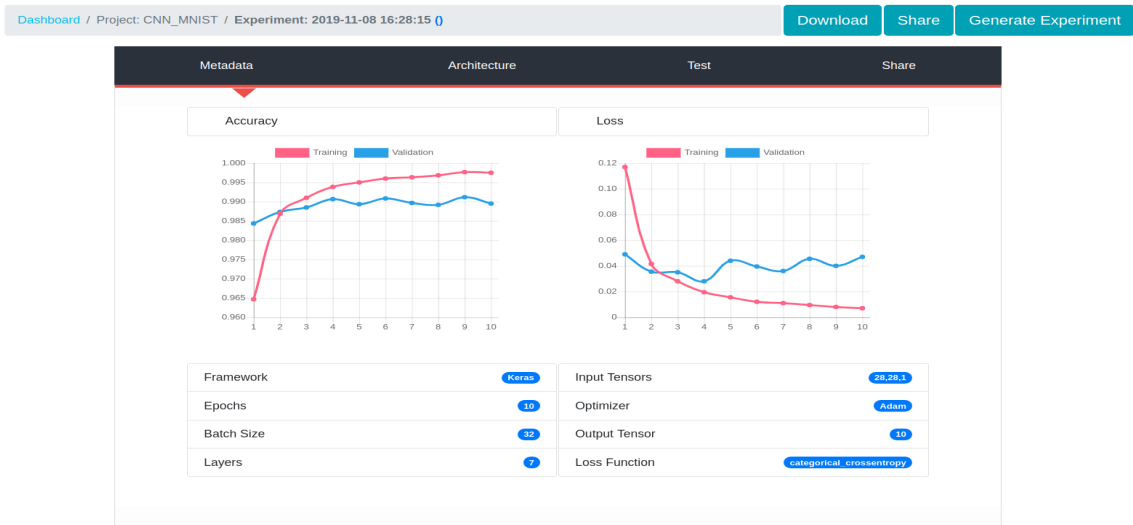 Dashboard / Project: CNN_MNIST / Experiment: 2019-11-08 16:28:15 ()
Download
Share
Generate Experiment
Metadata
Architecture
Test
Share
Accuracy
Training
Validation
1.000
0.995
0.990
0.985
0.980
0.975
0.970
0.965
0.960
1 2 3 4 5 6 7 8 9 10
Loss
Training
Validation
0.12
0.10
0.08
0.06
0.04
0.02
0
1 2 3 4 5 6 7 8 9 10
Framework Keras
Epochs 10
Batch Size 32
Layers 7
Input Tensors 28,28,1
Optimizer Adam
Output Tensor 10
Loss Function categorical_crossentropy